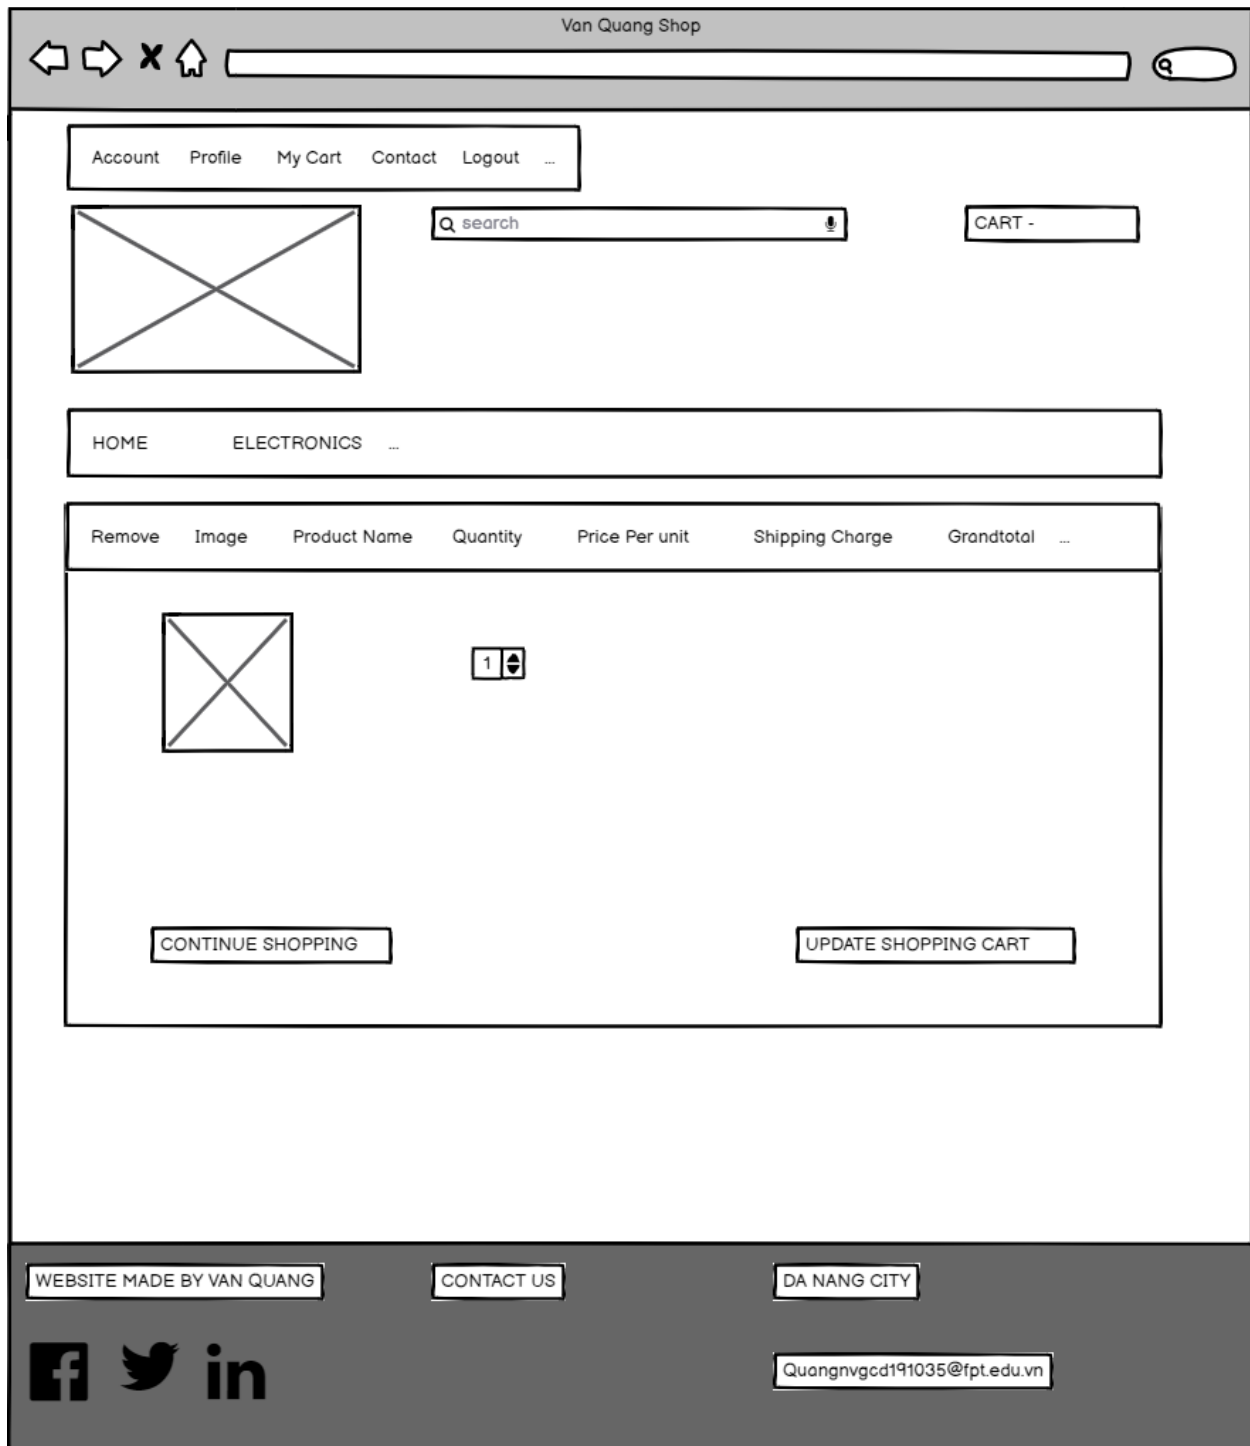 Van Quang Shop
Account Profile My Cart Contact Logout ...
search
CART -
HOME ELECTRONICS ...
Remove Image Product Name Quantity Price Per unit Shipping Charge Grandtotal ...
1
CONTINUE SHOPPING UPDATE SHOPPING CART
WEBSITE MADE BY VAN QUANG CONTACT US DA NANG CITY
Quangnvgcd191035@fpt.edu.vn